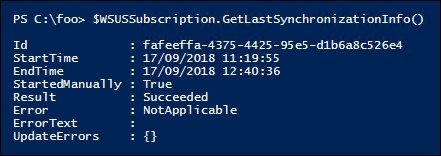 PS C:\foo> $WSUSSubscription.GetLastSynchronizationInfo()
Id              : fafeeffa-4375-4425-95e5-d1b6a8c526e4
StartTime       : 17/09/2018 11:19:55
EndTime         : 17/09/2018 12:40:36
StartedManually : True
Result          : Succeeded
Error           : NotApplicable
ErrorText       :
UpdateErrors    : {}